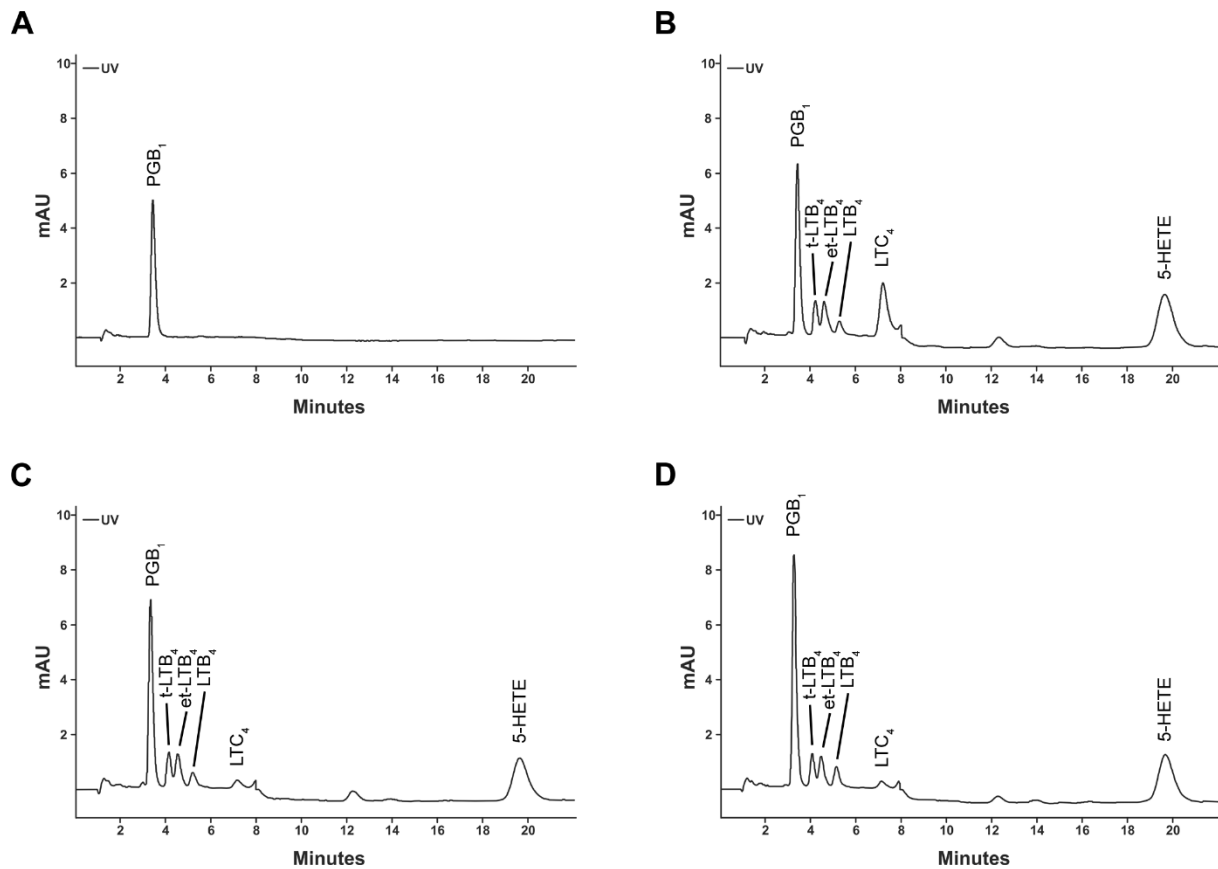 A
10
8
6
4
2
mAU
UV
PGB₁
2 4 6 8 10 12 14 16 18 20
Minutes
B
10
8
6
4
2
mAU
UV
PGB₁
t-LTB₄
et-LTB₄
LTB₄
LTC₄
5-HETE
2 4 6 8 10 12 14 16 18 20
Minutes
C
10
8
6
4
2
mAU
UV
PGB₁
t-LTB₄
et-LTB₄
LTB₄
LTC₄
5-HETE
2 4 6 8 10 12 14 16 18 20
Minutes
D
10
8
6
4
2
mAU
UV
PGB₁
t-LTB₄
et-LTB₄
LTB₄
LTC₄
5-HETE
2 4 6 8 10 12 14 16 18 20
Minutes